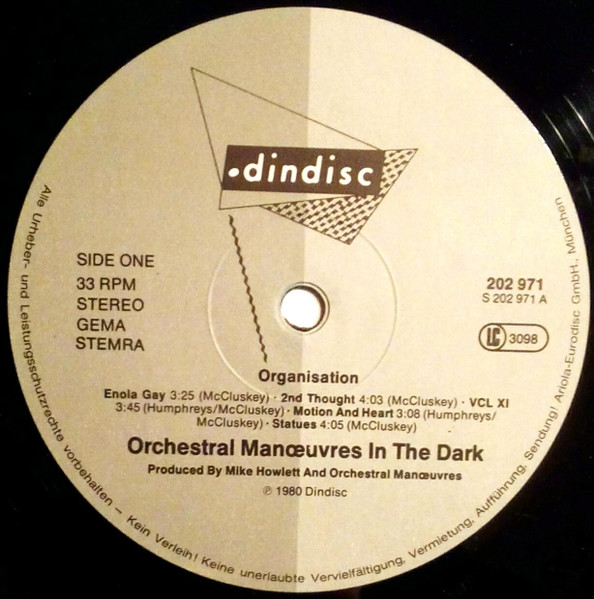 ·dindisc
SIDE ONE
33 RPM
STEREO
GEMA
STEMRA
202 971
S 202 971 A
LC 3098
Organisation
Enola Gay 3:25 (McCluskey) · 2nd Thought 4:03 (McCluskey) · VCL XI
3:45 (Humphreys/McCluskey) · Motion And Heart 3:08 (Humphreys/
McCluskey) · Statues 4:05 (McCluskey)
Orchestral Manœuvres In The Dark
Produced By Mike Howlett And Orchestral Manœuvres
℗ 1980 Dindisc
Alle Urheber- und Leistungsschutzrechte vorbehalten – Kein Verleih! Keine unerlaubte Vervielfältigung, Vermietung, Aufführung, Sendung! Ariola-Eurodisc GmbH., München